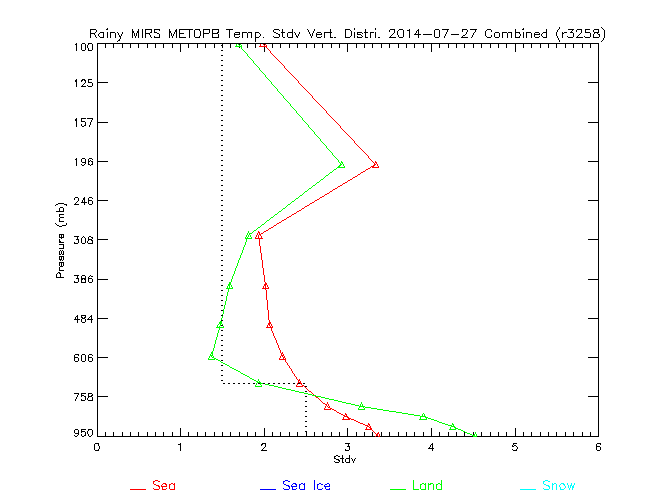 Rainy MIRS METOPB Temp. Stdv Vert. Distri. 2014-07-27 Combined (r3258)
100
125
157
196
246
308
386
484
606
758
950
Pressure (mb)
0 1 2 3 4 5 6
Stdv
Sea Sea Ice Land Snow